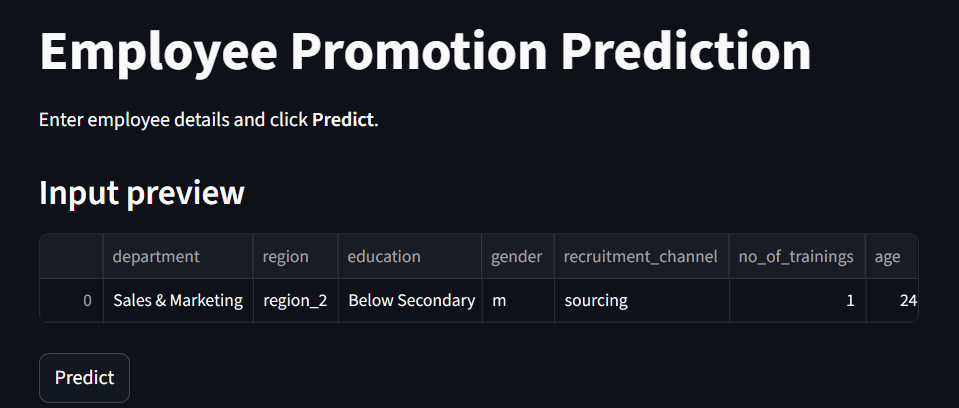 Employee Promotion Prediction
Enter employee details and click Predict.
Input preview
department region education gender recruitment_channel no_of_trainings age
0 Sales & Marketing region_2 Below Secondary m sourcing 1 24
Predict